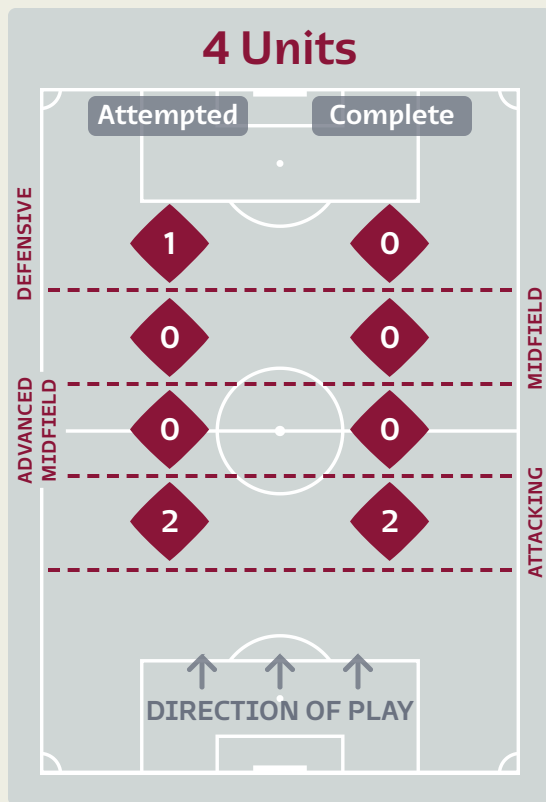 4 Units
Attempted Complete
DEFENSIVE
1 0
0 0
MIDFIELD
ADVANCED
MIDFIELD
0 0
2 2
ATTACKING
DIRECTION OF PLAY